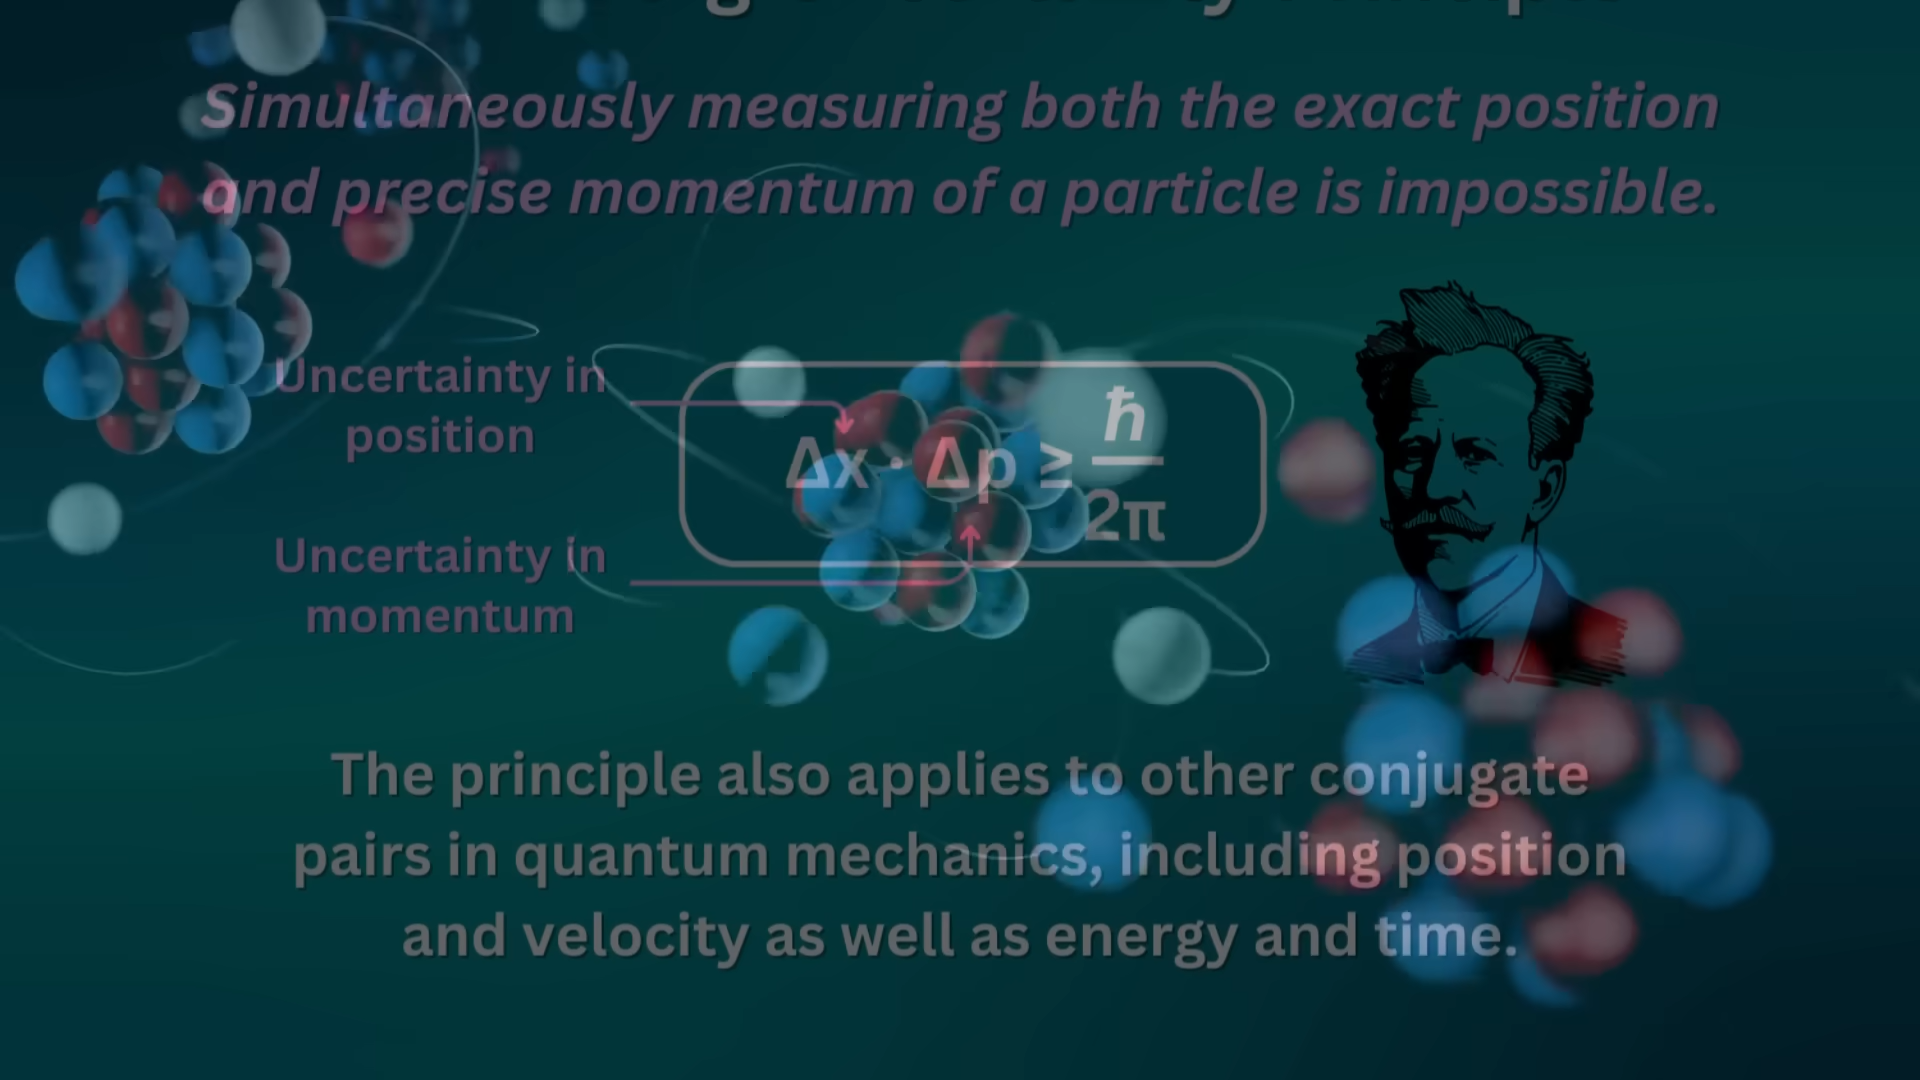 Simultaneously measuring both the exact position
and precise momentum of a particle is impossible.
Uncertainty in
position
Δx · Δp ≥ ħ
2π
Uncertainty in
momentum
The principle also applies to other conjugate
pairs in quantum mechanics, including position
and velocity as well as energy and time.